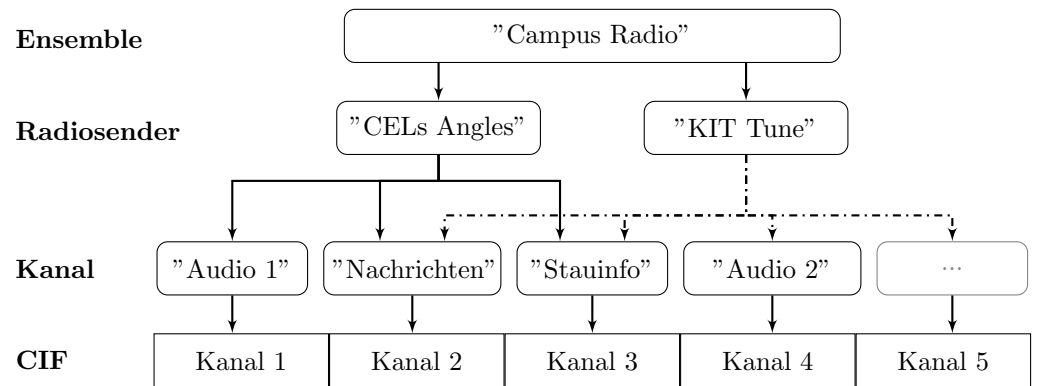 Ensemble
”Campus Radio”
Radiosender
”CELs Angles”
”KIT Tune”
Kanal
”Audio 1”
”Nachrichten”
”Stauinfo”
”Audio 2”
...
CIF
Kanal 1
Kanal 2
Kanal 3
Kanal 4
Kanal 5